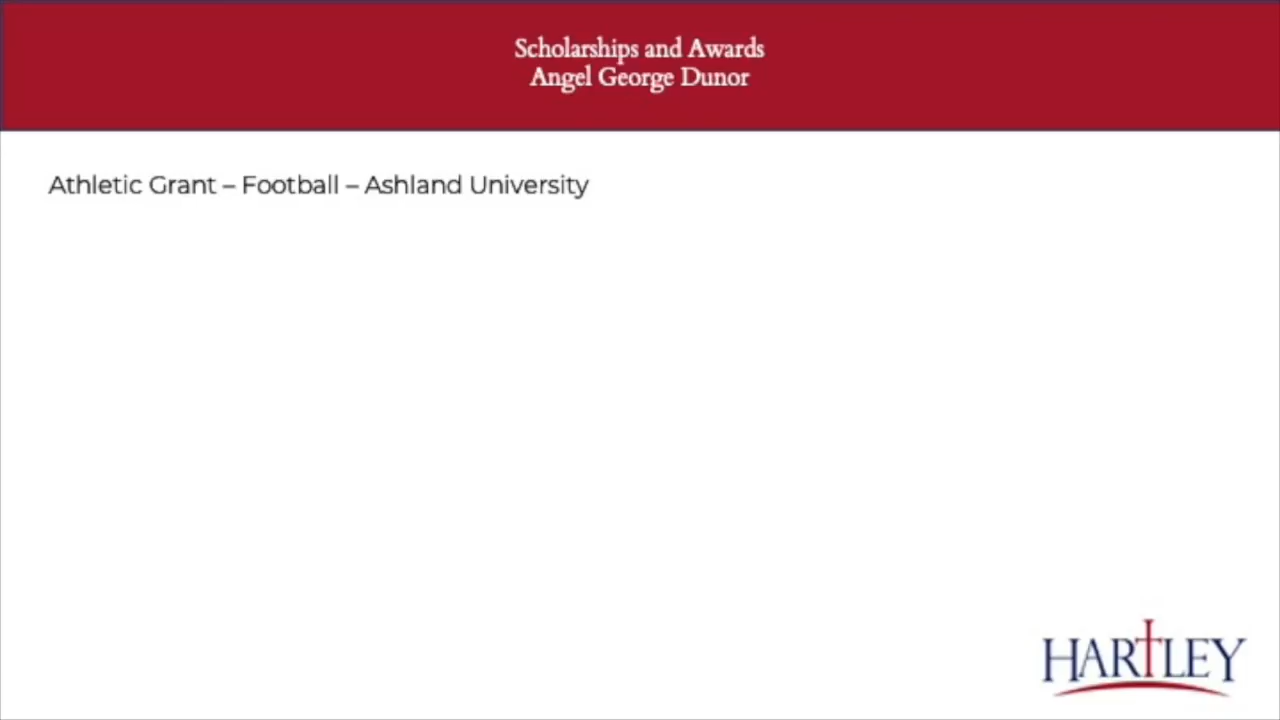 Scholarships and Awards
Angel George Dunor
Athletic Grant – Football – Ashland University
HARTLEY